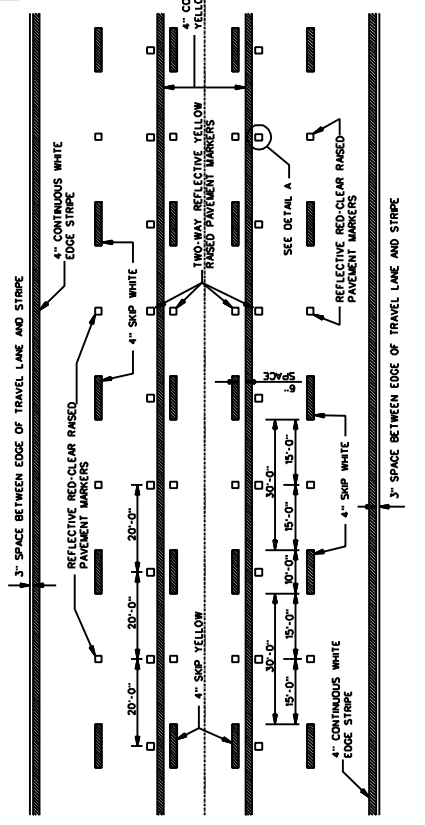 3" SPACE BETWEEN EDGE OF TRAVEL LANE AND STRIPE
4" CONTINUOUS WHITE
EDGE STRIPE
REFLECTIVE RED-CLEAR RAISED
PAVEMENT MARKERS
4" SKIP WHITE
20'-0"
20'-0"
20'-0"
4" CO
YELLO
TWO-WAY REFLECTIVE YELLOW
RAISED PAVEMENT MARKERS
4" SKIP YELLOW
6"
SPACE
SEE DETAIL A
30'-0"
15'-0"
15'-0"
10'-0"
30'-0"
15'-0"
15'-0"
REFLECTIVE RED-CLEAR RAISED
PAVEMENT MARKERS
4" SKIP WHITE
4" CONTINUOUS WHITE
EDGE STRIPE
3" SPACE BETWEEN EDGE OF TRAVEL LANE AND STRIPE